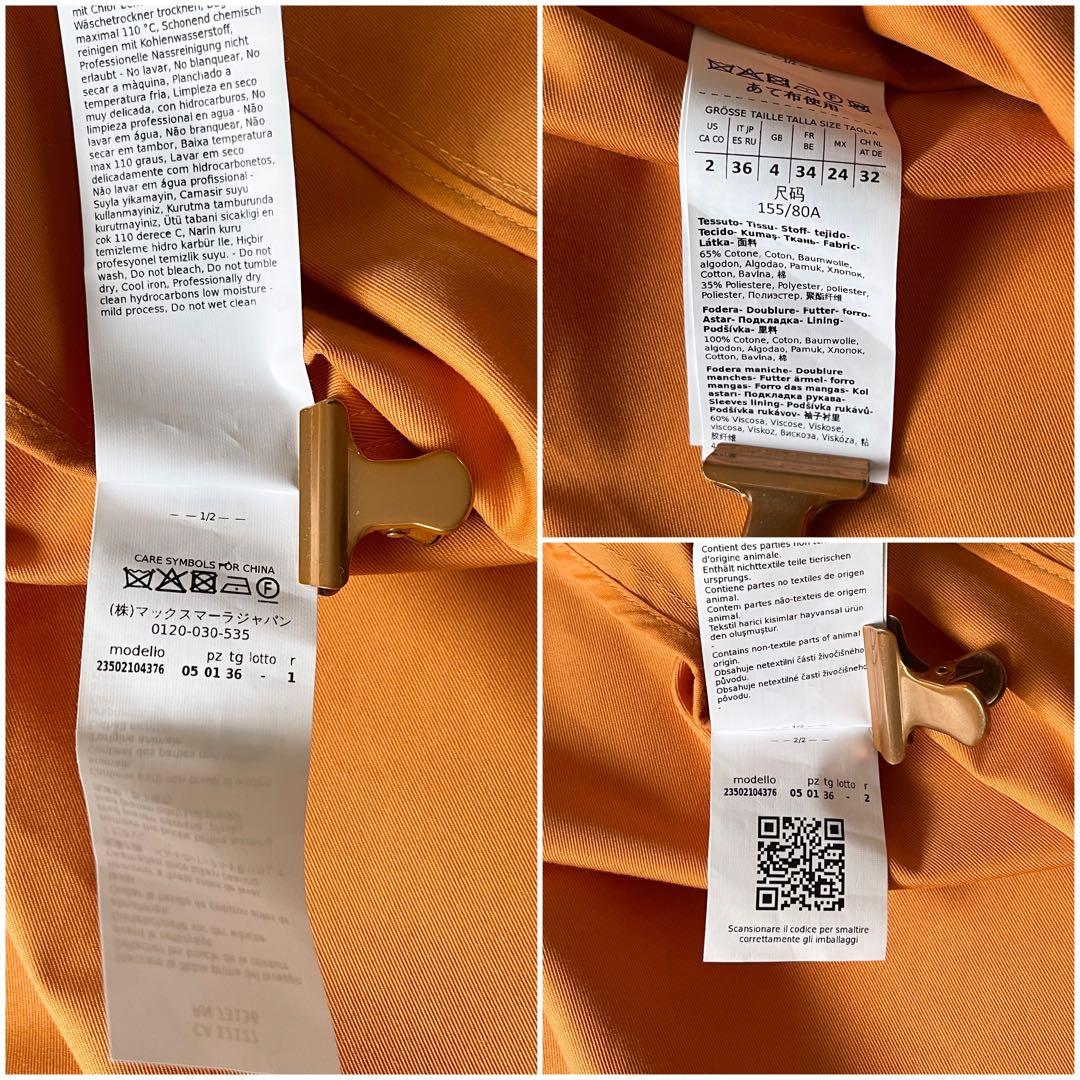 Wäschetrockner trocknen,
maximal 110 °C, Schonend chemisch
reinigen mit Kohlenwasserstoff,
Professionelle Nassreinigung nicht
erlaubt - No lavar, No blanquear, No
secar a màquina, Planchado a
temperatura fria, Limpieza en seco
muy delicada, con hidrocarburos, No
limpieza professional en agua - Não
lavar em água, Não branquear, Não
secar em tambor, Baixa temperatura
max 110 graus, Lavar em seco
delicadamente com hidrocarbonetos,
Não lavar em água profissional -
Suyla yikamayin, Camasir suyu
kullanmayiniz, Kurutma tamburunda
kurutmayiniz, Ütü tabani sicakligi en
cok 110 derece C, Narin kuru
temizleme hidro karbür Ile, Hiçbir
profesyonel temizlik suyu. - Do not
wash, Do not bleach, Do not tumble
dry, Cool iron, Professionally dry
clean hydrocarbons low moisture -
mild process, Do not wet clean
— — 1/2 — —
CARE SYMBOLS FOR CHINA
F
(株)マックスマーラジャパン
0120-030-535
modello pz tg lotto r
23502104376 05 01 36 - 1
RN 73136
CA 12177
あて布使用
GRÖSSE TAILLE TALLA SIZE TAGLIA
US CA CO IT JP ES RU GB FR BE MX CH NL AT DE
2 36 4 34 24 32
尺码
155/80A
Tessuto- Tissu- Stoff- tejido-
Tecido- Kumaş- Ткань- Fabric-
Látka- 面料
65% Cotone, Coton, Baumwolle,
algodon, Algodao, Pamuk, Хлопок,
Cotton, Bavlna, 棉
35% Poliestere, Polyester, poliester,
Poliester, Полиэстер, 聚酯纤维
Fodera- Doublure- Futter- forro-
Astar- Подкладка- Lining-
Podšívka- 里料
100% Cotone, Coton, Baumwolle,
algodon, Algodao, Pamuk, Хлопок,
Cotton, Bavlna, 棉
Fodera maniche- Doublure
manches- Futter ärmel- forro
mangas- Forro das mangas- Kol
astarı- Подкладка рукава-
Sleeves lining- Podšívka rukávů-
Podšívka rukávov- 袖子衬里
60% Viscosa, Viscose, Viskose,
viscosa, Viskoz, Вискоза, Viskóza, 粘
胶纤维
Contient des parties non
d'origine animale.
Enthält nichttextile teile tierischen
ursprungs.
Contiene partes no textiles de origen
animal.
Contem partes não-texteis de origem
animal.
Tekstil harici kisimlar hayvansal ürün
den oluşmuştur.
-
Contains non-textile parts of animal
origin.
Obsahuje netextilní části živočišného
původu.
Obsahuje netextilné časti živočišného
původu.
-
— — 2/2 — —
modello pz tg lotto r
23502104376 05 01 36 - 2
Scansionare il codice per smaltire
correttamente gli imballaggi